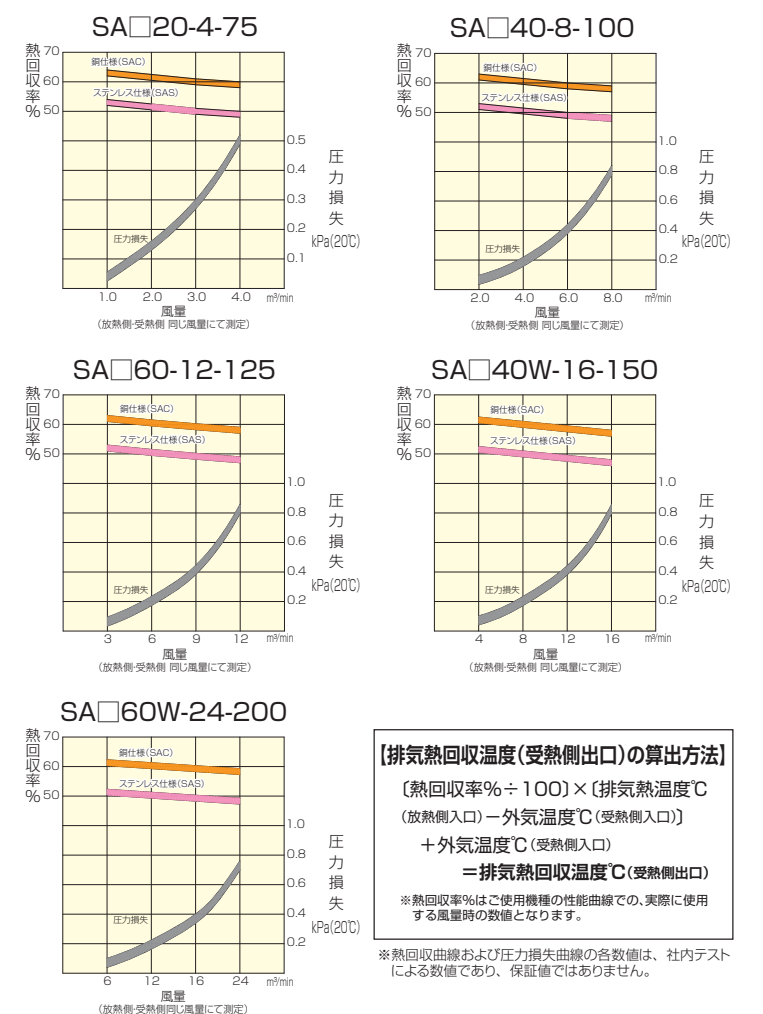 SA□20-4-75
熱回収率%
70
60
50
銅仕様(SAC)
ステンレス仕様(SAS)
圧力損失
0.5
0.4
0.3
0.2
0.1
圧力損失
kPa(20℃)
1.0 2.0 3.0 4.0 m³/min
風量
(放熱側・受熱側 同じ風量にて測定)
SA□40-8-100
熱回収率%
70
60
50
銅仕様(SAC)
ステンレス仕様(SAS)
圧力損失
1.0
0.8
0.6
0.4
0.2
圧力損失
kPa(20℃)
2.0 4.0 6.0 8.0 m³/min
風量
(放熱側・受熱側 同じ風量にて測定)
SA□60-12-125
熱回収率%
70
60
50
銅仕様(SAC)
ステンレス仕様(SAS)
圧力損失
1.0
0.8
0.6
0.4
0.2
圧力損失
kPa(20℃)
3 6 9 12 m³/min
風量
(放熱側・受熱側 同じ風量にて測定)
SA□40W-16-150
熱回収率%
70
60
50
銅仕様(SAC)
ステンレス仕様(SAS)
圧力損失
1.0
0.8
0.6
0.4
0.2
圧力損失
kPa(20℃)
4 8 12 16 m³/min
風量
(放熱側・受熱側 同じ風量にて測定)
SA□60W-24-200
熱回収率%
70
60
50
銅仕様(SAC)
ステンレス仕様(SAS)
圧力損失
1.0
0.8
0.6
0.4
0.2
圧力損失
kPa(20℃)
6 12 16 24 m³/min
風量
(放熱側・受熱側同じ風量にて測定)
【排気熱回収温度(受熱側出口)の算出方法】
〔熱回収率%÷100〕×〔排気熱温度℃
(放熱側入口)－外気温度℃(受熱側入口)〕
＋外気温度℃(受熱側入口)
＝排気熱回収温度℃(受熱側出口)
※熱回収率%はご使用機種の性能曲線での、実際に使用
する風量時の数値となります。
※熱回収曲線および圧力損失曲線の各数値は、社内テスト
による数値であり、保証値ではありません。